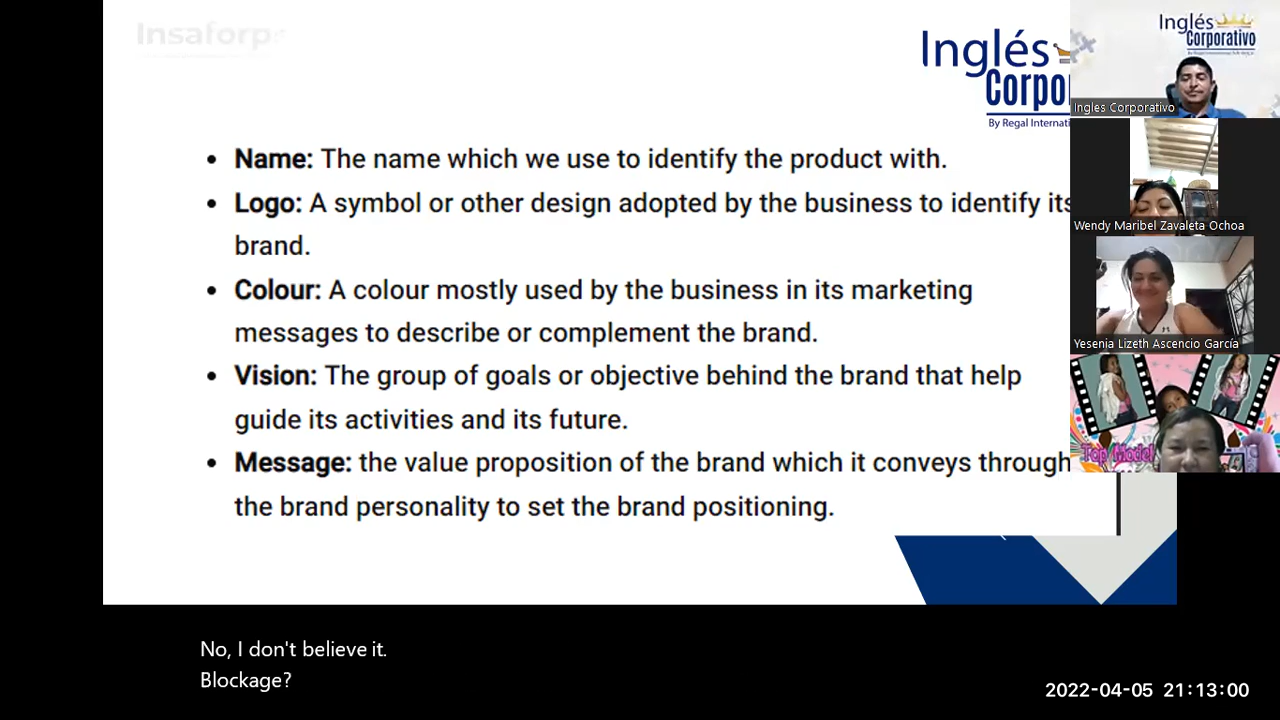 Insaforp
Inglés
Corpo
By Regal Internati
• Name: The name which we use to identify the product with.
• Logo: A symbol or other design adopted by the business to identify its
brand.
• Colour: A colour mostly used by the business in its marketing
messages to describe or complement the brand.
• Vision: The group of goals or objective behind the brand that help
guide its activities and its future.
• Message: the value proposition of the brand which it conveys through
the brand personality to set the brand positioning.
Inglés
Corporativo
Ingles Corporativo
Wendy Maribel Zavaleta Ochoa
Yesenia Lizeth Ascencio García
Top Model
No, I don't believe it.
Blockage?
2022-04-05 21:13:00